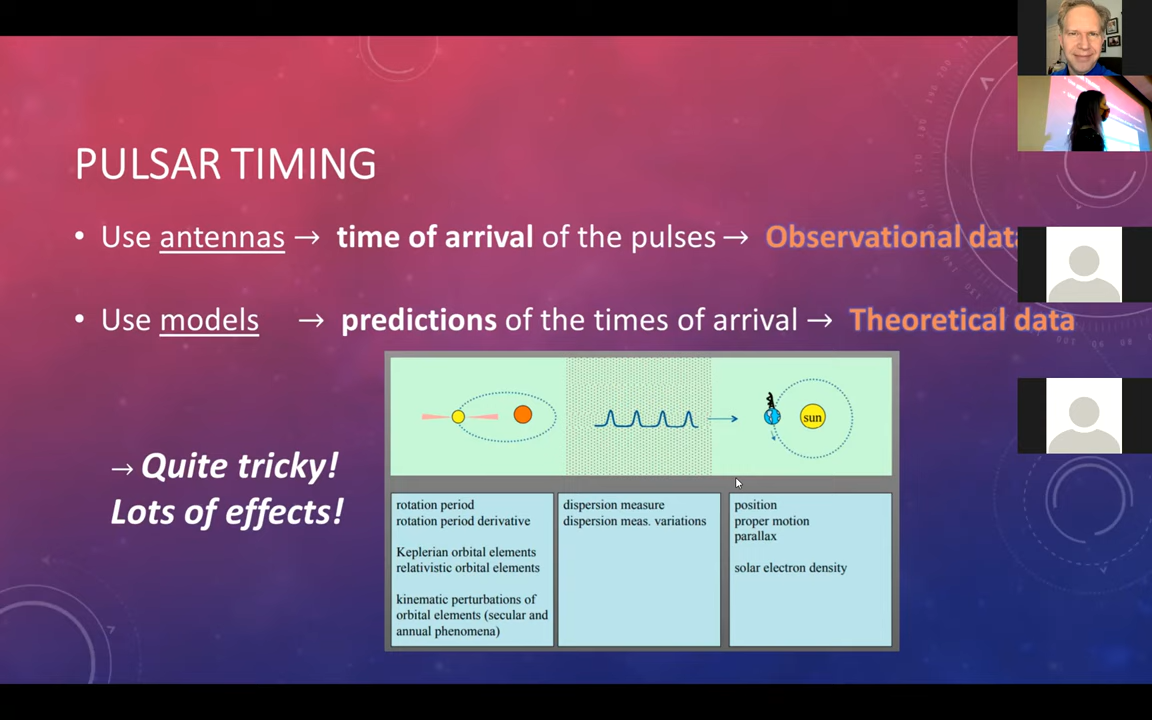 PULSAR TIMING
• Use antennas → time of arrival of the pulses → Observational data
• Use models → predictions of the times of arrival → Theoretical data
sun
→ Quite tricky!
Lots of effects!
rotation period
rotation period derivative
Keplerian orbital elements
relativistic orbital elements
kinematic perturbations of
orbital elements (secular and
annual phenomena)
dispersion measure
dispersion meas. variations
position
proper motion
parallax
solar electron density